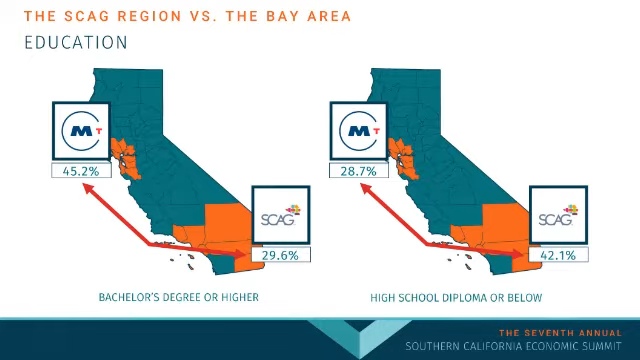 THE SCAG REGION VS. THE BAY AREA
EDUCATION
M T
45.2%
SCAG
29.6%
BACHELOR'S DEGREE OR HIGHER
M T
28.7%
SCAG
42.1%
HIGH SCHOOL DIPLOMA OR BELOW
THE SEVENTH ANNUAL
SOUTHERN CALIFORNIA ECONOMIC SUMMIT